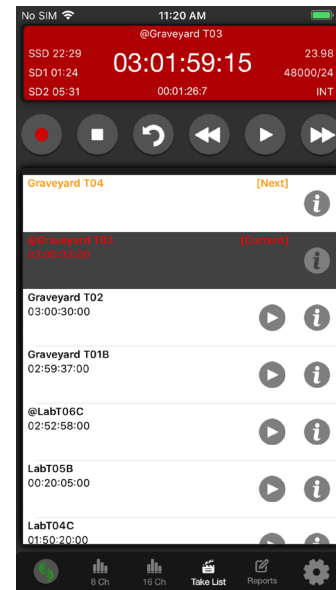 No SIM 11:20 AM
@Graveyard T03
SSD 22:29 03:01:59:15 23.98
SD1 01:24 48000/24
SD2 05:31 00:01:26:7 INT
Graveyard T04 [Next]
@Graveyard T03 [Current]
03:00:33:00
Graveyard T02
03:00:30:00
Graveyard T01B
02:59:37:00
@LabT06C
02:52:58:00
LabT05B
00:20:05:00
LabT04C
01:50:20:00
8 Ch 16 Ch Take List Reports